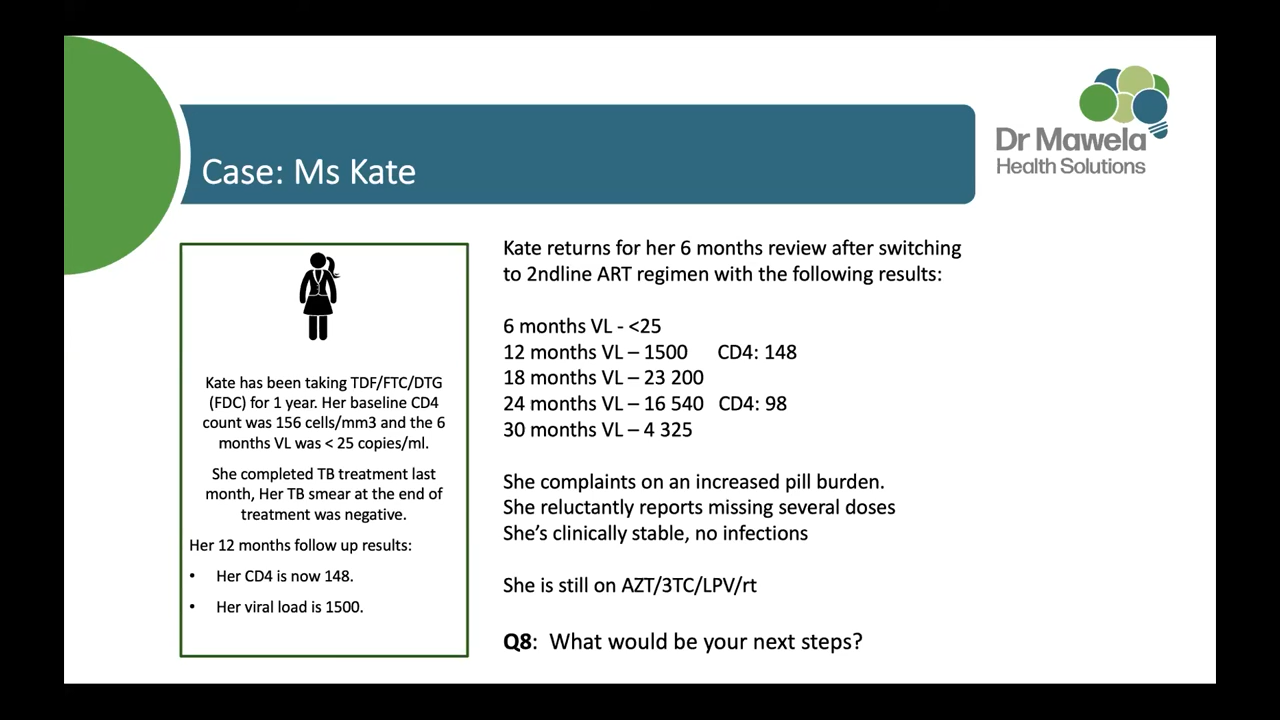 Case: Ms Kate
Dr Mawela
Health Solutions
Kate has been taking TDF/FTC/DTG
(FDC) for 1 year. Her baseline CD4
count was 156 cells/mm3 and the 6
months VL was < 25 copies/ml.
She completed TB treatment last
month, Her TB smear at the end of
treatment was negative.
Her 12 months follow up results:
• Her CD4 is now 148.
• Her viral load is 1500.
Kate returns for her 6 months review after switching
to 2ndline ART regimen with the following results:
6 months VL - <25
12 months VL – 1500 CD4: 148
18 months VL – 23 200
24 months VL – 16 540 CD4: 98
30 months VL – 4 325
She complaints on an increased pill burden.
She reluctantly reports missing several doses
She's clinically stable, no infections
She is still on AZT/3TC/LPV/rt
Q8: What would be your next steps?